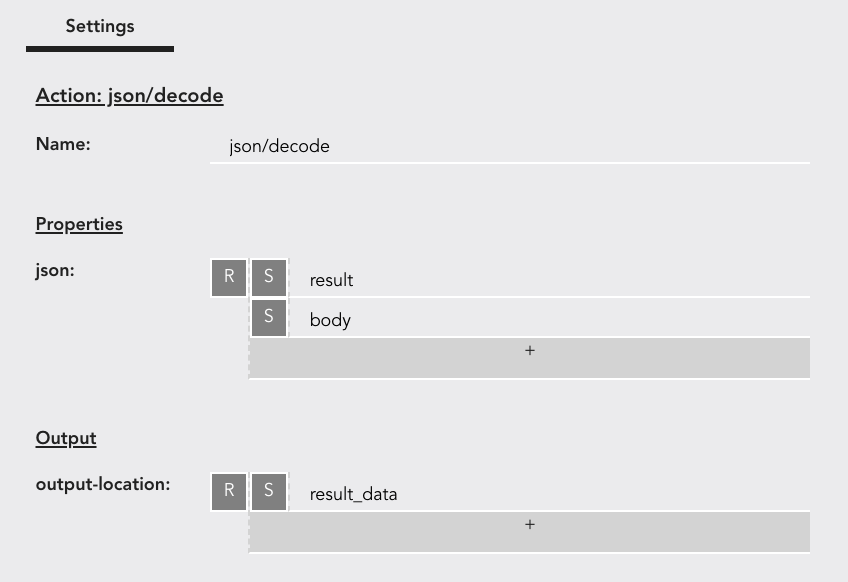 Settings
Action: json/decode
Name: json/decode
Properties
json: R S result
S body
+
Output
output-location: R S result_data
+